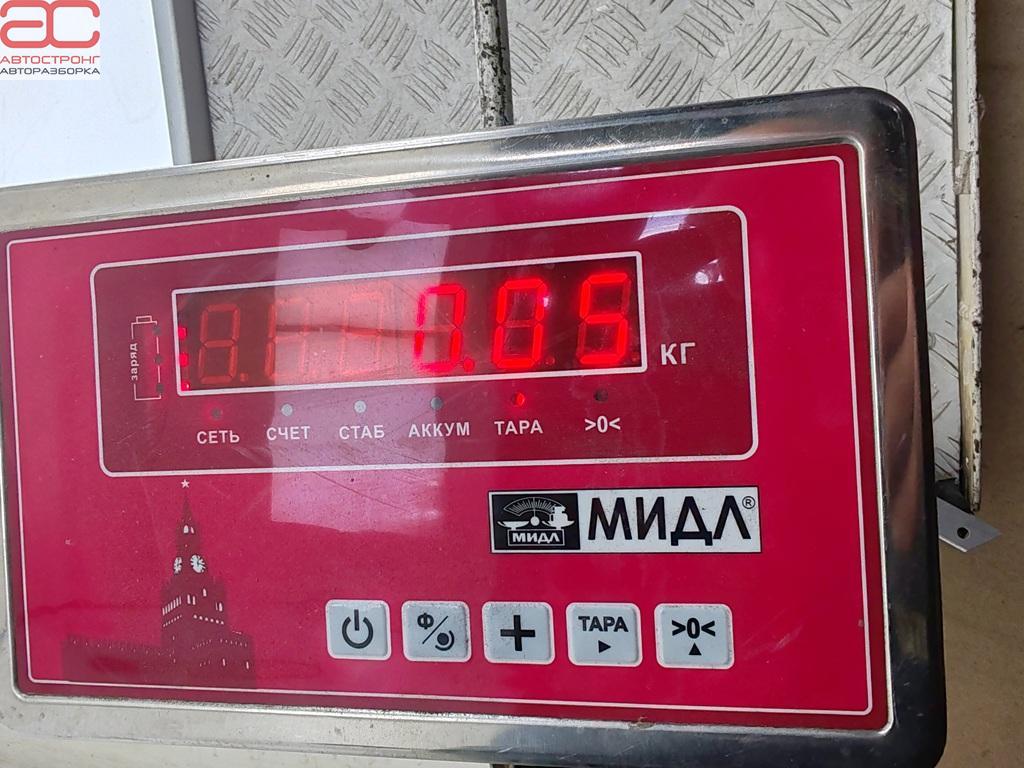 АС
АВТОСТРОНГ
АВТОРАЗБОРКА
заряд
0.05
КГ
СЕТЬ СЧЕТ СТАБ АККУМ ТАРА >0<
МИДЛ
МИДЛ®
Ф
+
ТАРА
>0<